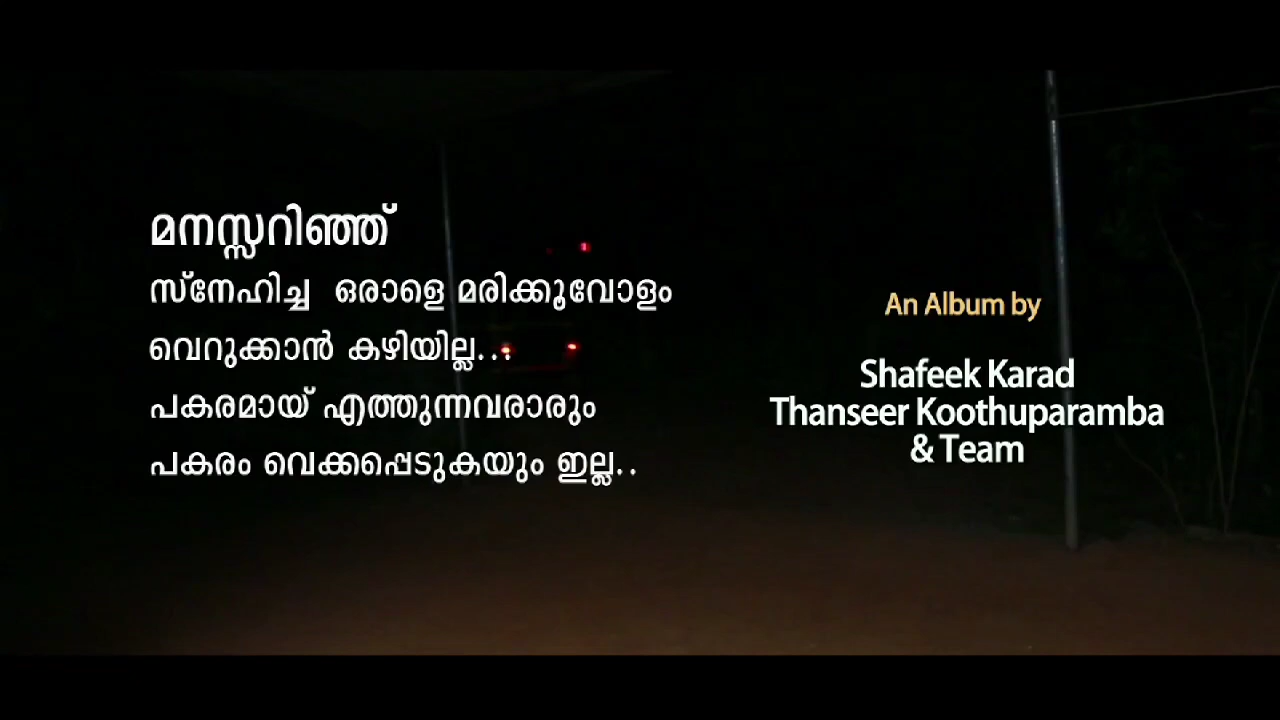 മനസ്സറിഞ്ഞ്
സ്നേഹിച്ച ഒരാളെ മരിക്കൂവോളം
വെറുക്കാൻ കഴിയില്ല...
പകരമായ് എത്തുന്നവരാരും
പകരം വെക്കപ്പെടുകയും ഇല്ല..
An Album by
Shafeek Karad
Thanseer Koothuparamba
& Team